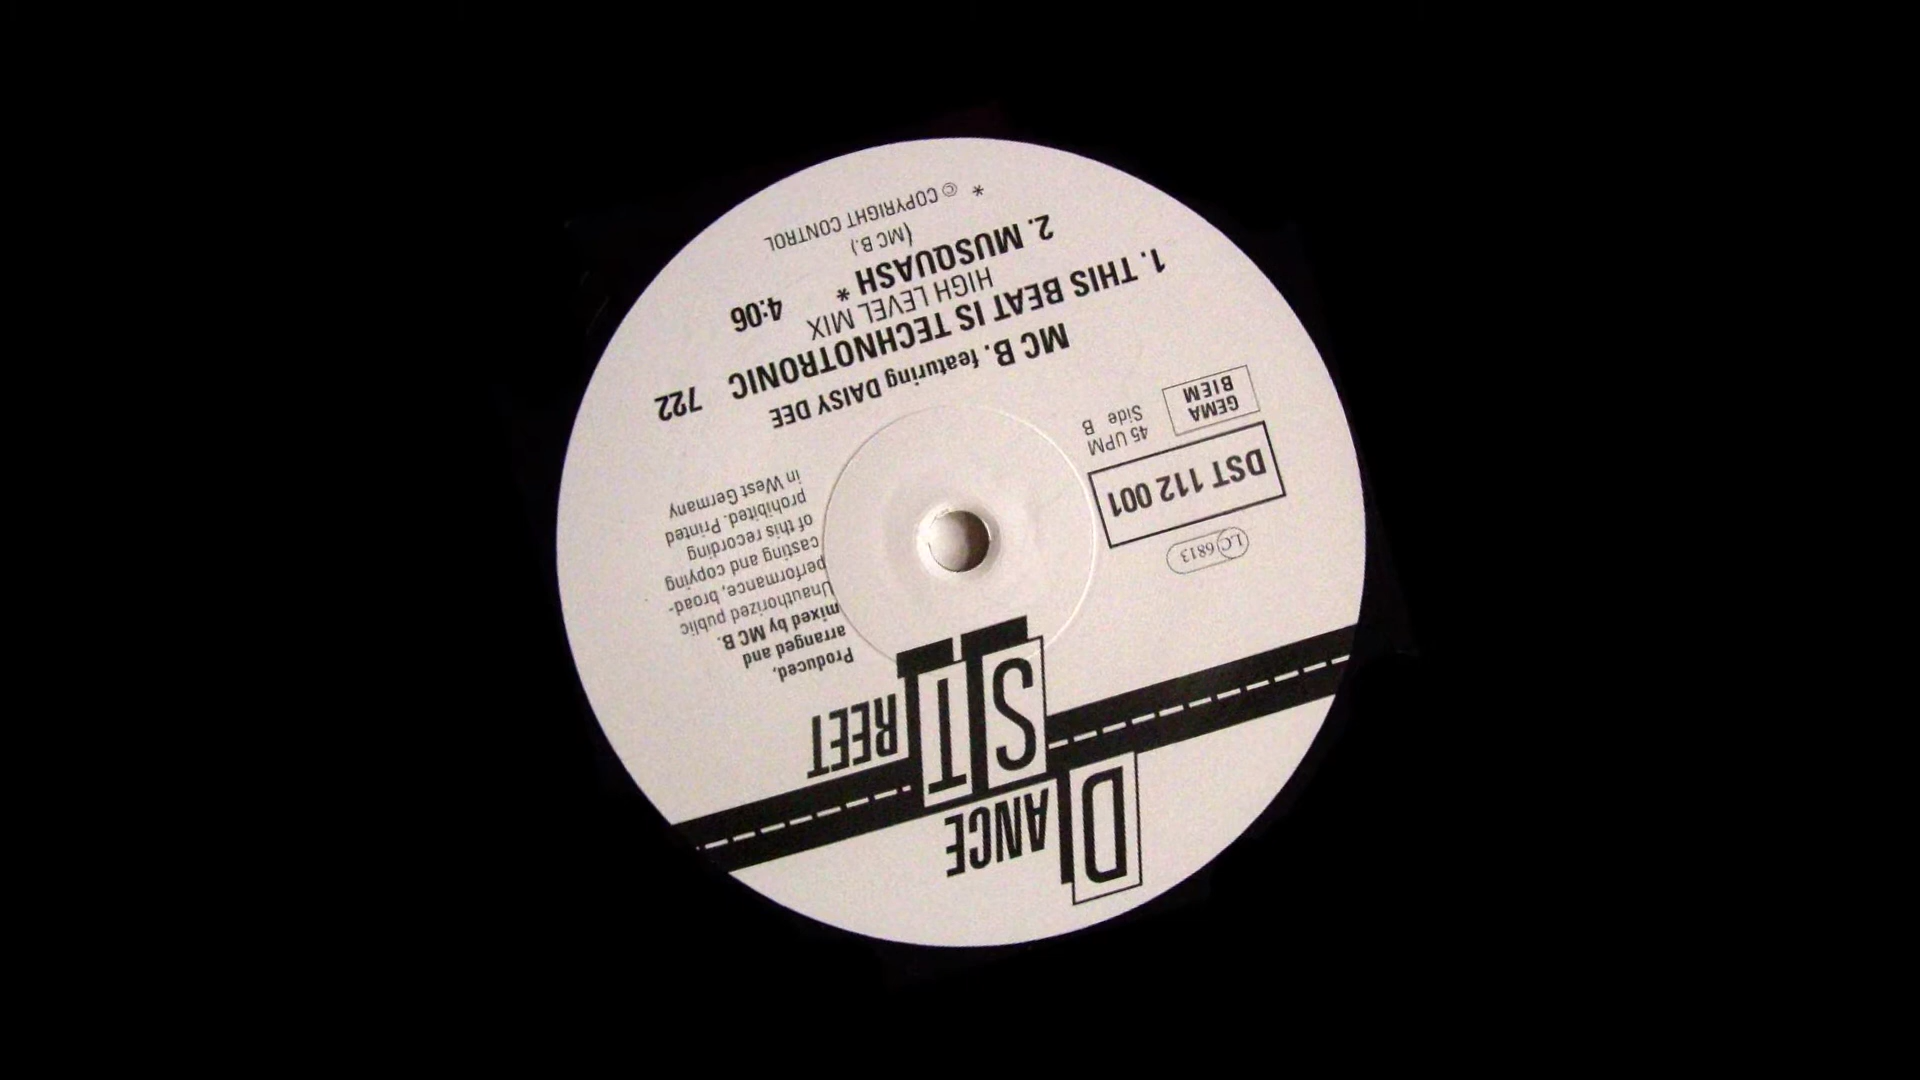 DANCE
STREET
LC 6813
DST 112 001
45 UPM
Side B
GEMA
BIEM
Produced,
arranged and
mixed by MC B.
Unauthorized public
performance, broad-
casting and copying
of this recording
prohibited. Printed
in West Germany
MC B. featuring DAISY DEE
1. THIS BEAT IS TECHNOTRONIC 722
HIGH LEVEL MIX
2. MUSQUASH * 4:06
(MC B.)
* © COPYRIGHT CONTROL